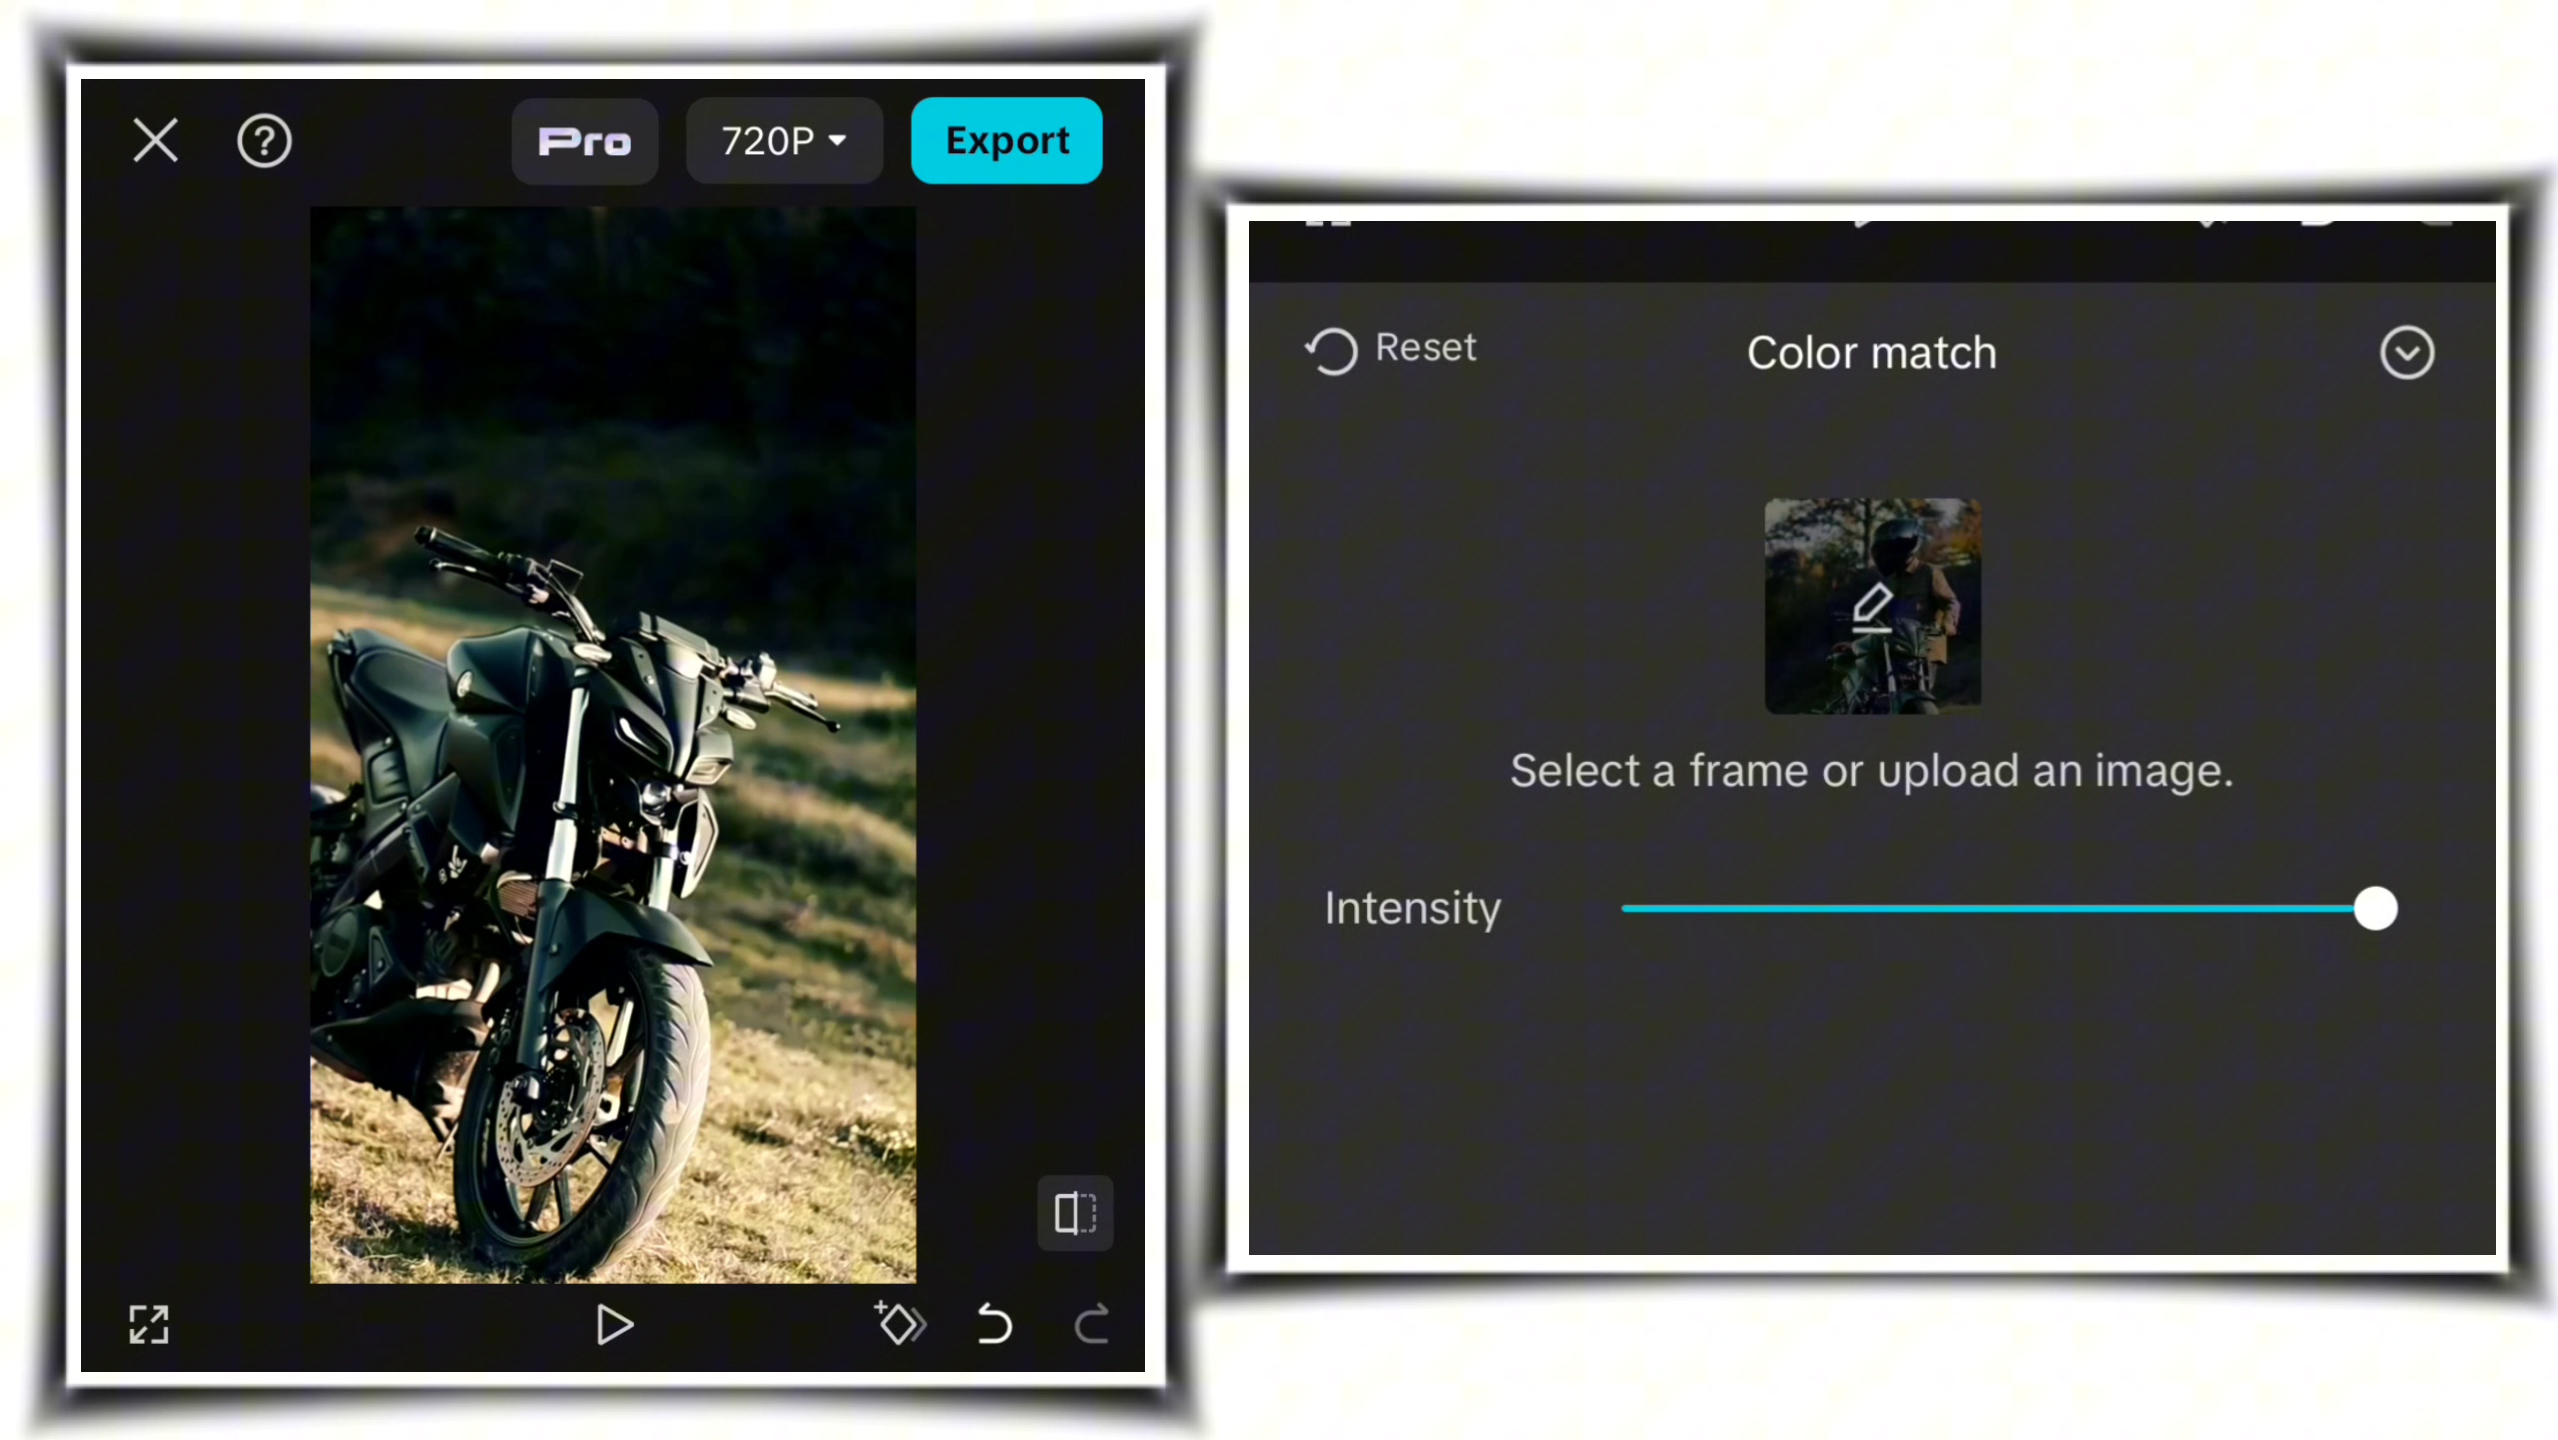 Pro
720P
Export
Reset
Color match
Select a frame or upload an image.
Intensity